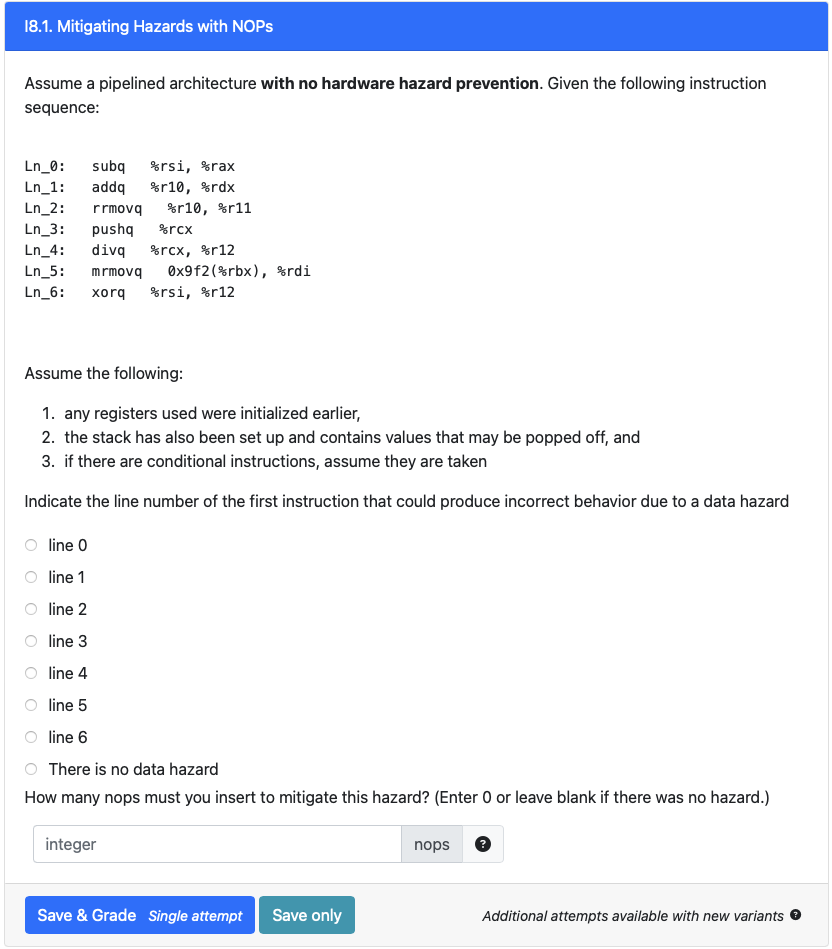 I8.1. Mitigating Hazards with NOPs
Assume a pipelined architecture with no hardware hazard prevention. Given the following instruction
sequence:
Ln_0:   subq   %rsi, %rax
Ln_1:   addq   %r10, %rdx
Ln_2:   rrmovq   %r10, %r11
Ln_3:   pushq   %rcx
Ln_4:   divq   %rcx, %r12
Ln_5:   mrmovq   0x9f2(%rbx), %rdi
Ln_6:   xorq   %rsi, %r12
Assume the following:
1. any registers used were initialized earlier,
2. the stack has also been set up and contains values that may be popped off, and
3. if there are conditional instructions, assume they are taken
Indicate the line number of the first instruction that could produce incorrect behavior due to a data hazard
line 0
line 1
line 2
line 3
line 4
line 5
line 6
There is no data hazard
How many nops must you insert to mitigate this hazard? (Enter 0 or leave blank if there was no hazard.)
integer nops ?
Save & Grade Single attempt Save only Additional attempts available with new variants ?